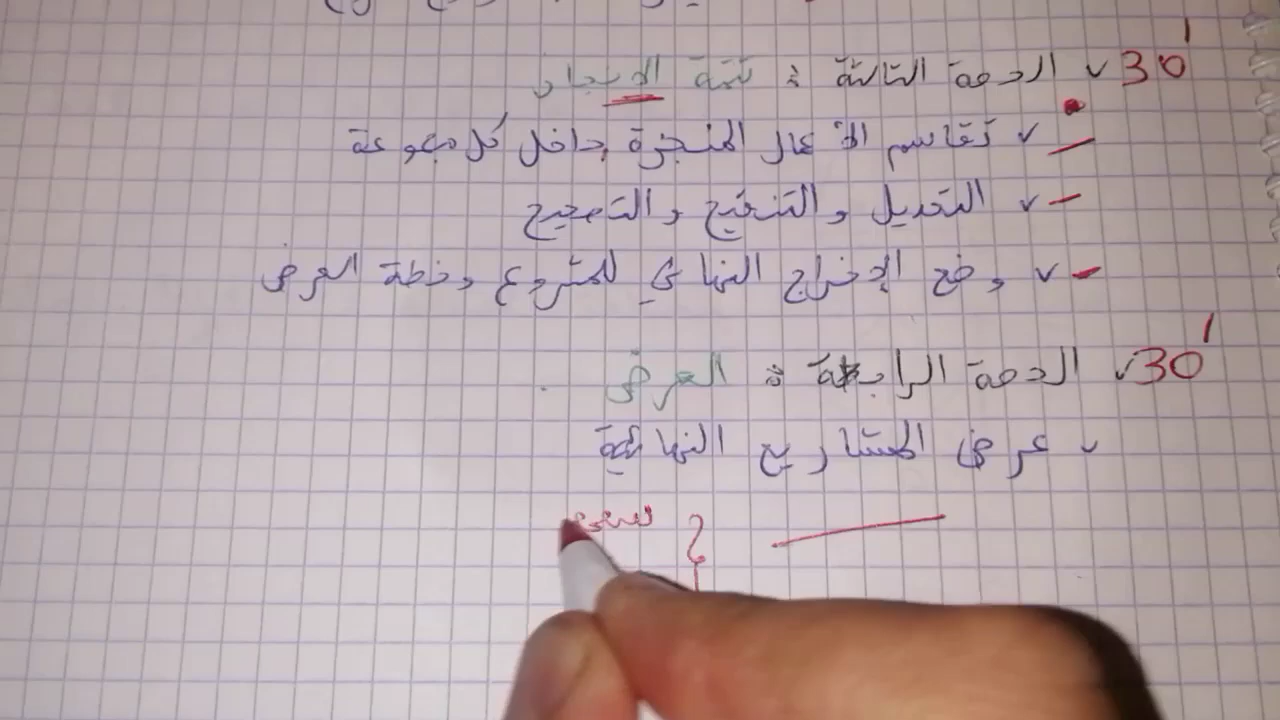 30' ✓ الحصة الثالثة : تتمة الإنجاز
- ✓ تقاسم الأعمال المنجزة داخل كل مجموعة
- ✓ التعديل والتنقيح والتصحيح
- ✓ وضع الإخراج النهائي للمشروع وخطة العرض
30' ✓ الحصة الرابعة : العرض
✓ عرض المشاريع النهائية